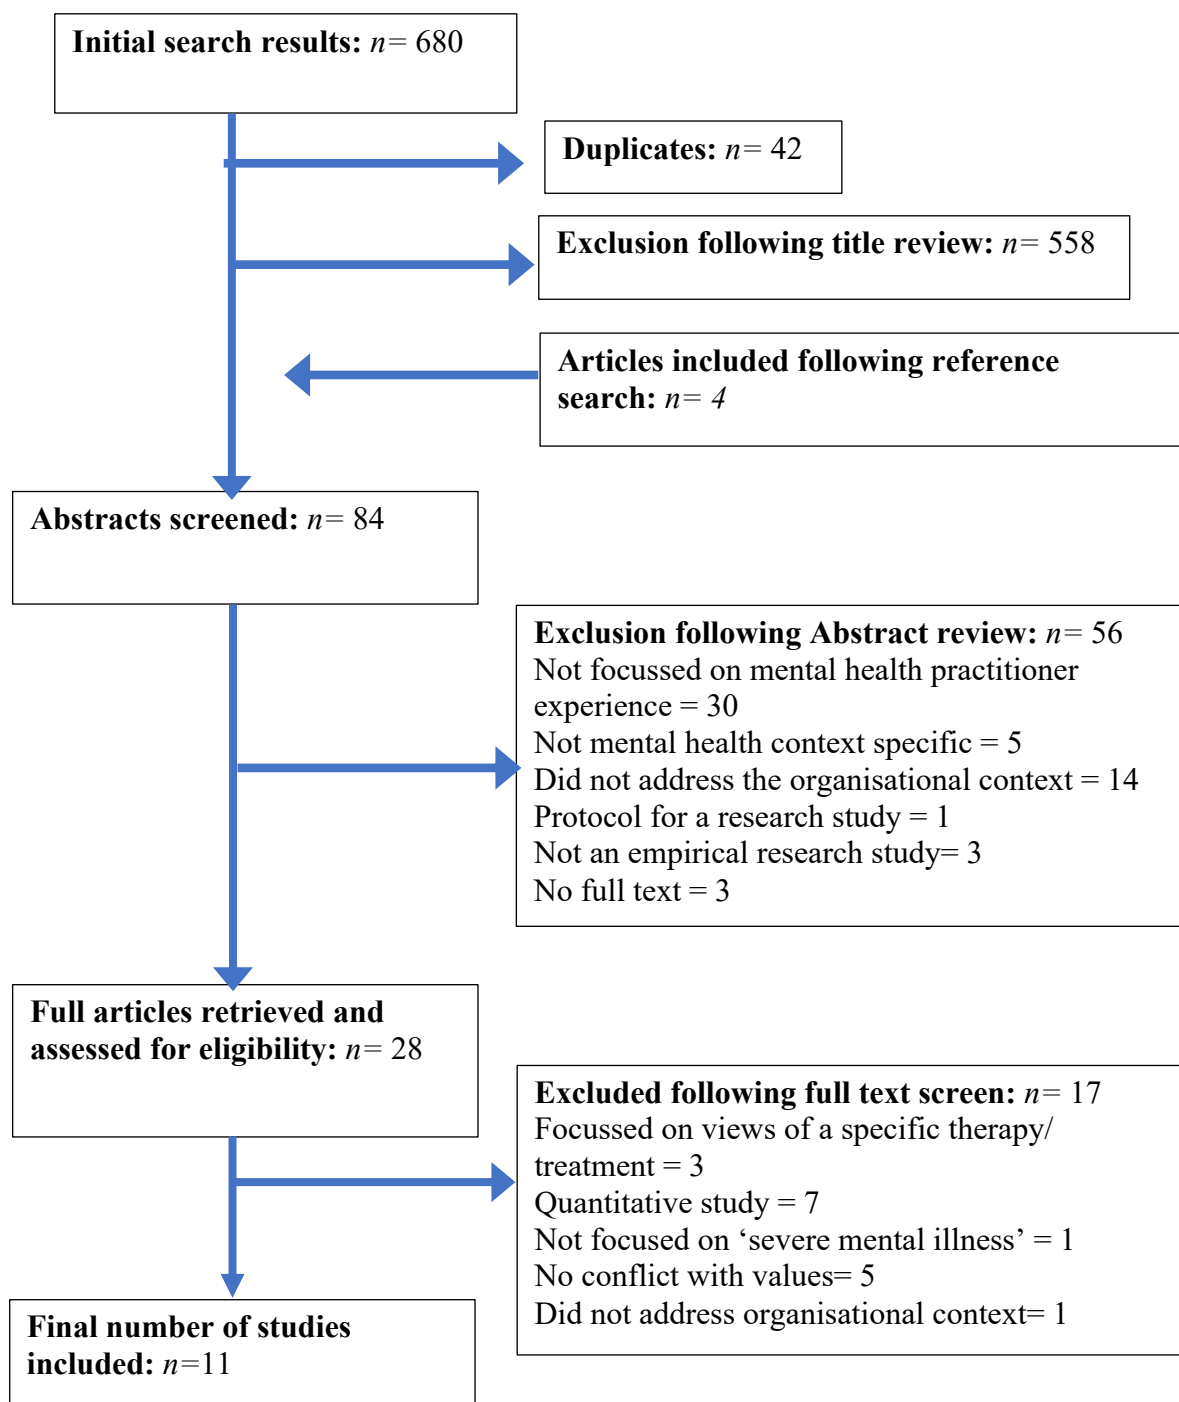 Initial search results: n= 680
Duplicates: n= 42
Exclusion following title review: n= 558
Articles included following reference
search: n= 4
Abstracts screened: n= 84
Exclusion following Abstract review: n= 56
Not focussed on mental health practitioner
experience = 30
Not mental health context specific = 5
Did not address the organisational context = 14
Protocol for a research study = 1
Not an empirical research study= 3
No full text = 3
Full articles retrieved and
assessed for eligibility: n= 28
Excluded following full text screen: n= 17
Focussed on views of a specific therapy/
treatment = 3
Quantitative study = 7
Not focused on ‘severe mental illness’ = 1
No conflict with values= 5
Did not address organisational context= 1
Final number of studies
included: n=11